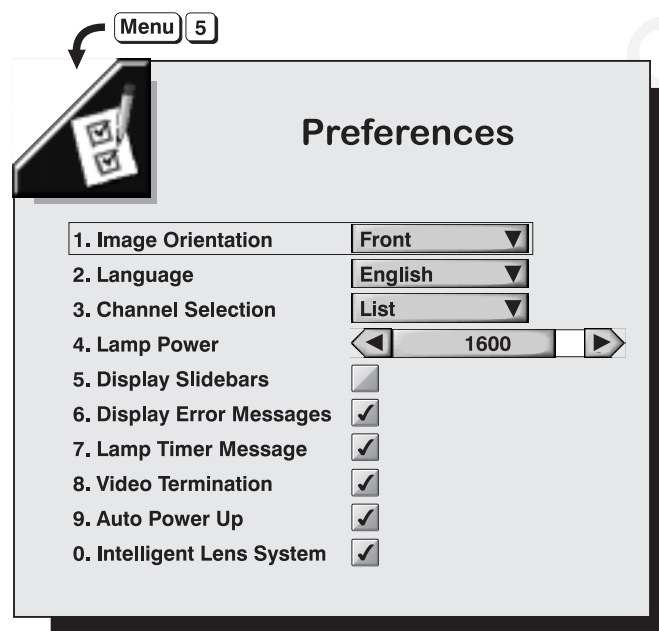 Menu 5
Preferences
1. Image Orientation Front
2. Language English
3. Channel Selection List
4. Lamp Power 1600
5. Display Slidebars
6. Display Error Messages
7. Lamp Timer Message
8. Video Termination
9. Auto Power Up
0. Intelligent Lens System